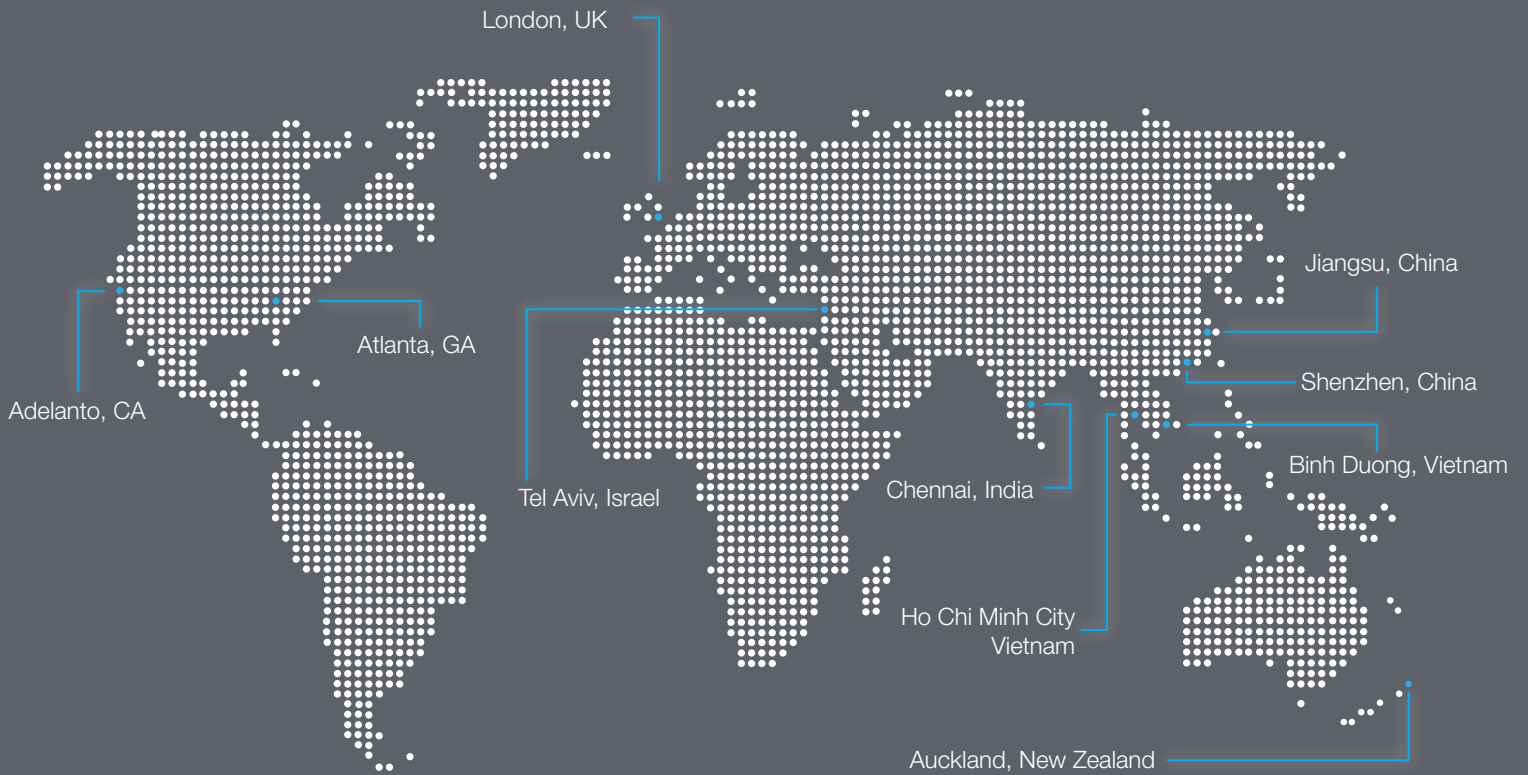 London, UK
Jiangsu, China
Atlanta, GA
Shenzhen, China
Adelanto, CA
Binh Duong, Vietnam
Tel Aviv, Israel
Chennai, India
Ho Chi Minh City
Vietnam
Auckland, New Zealand